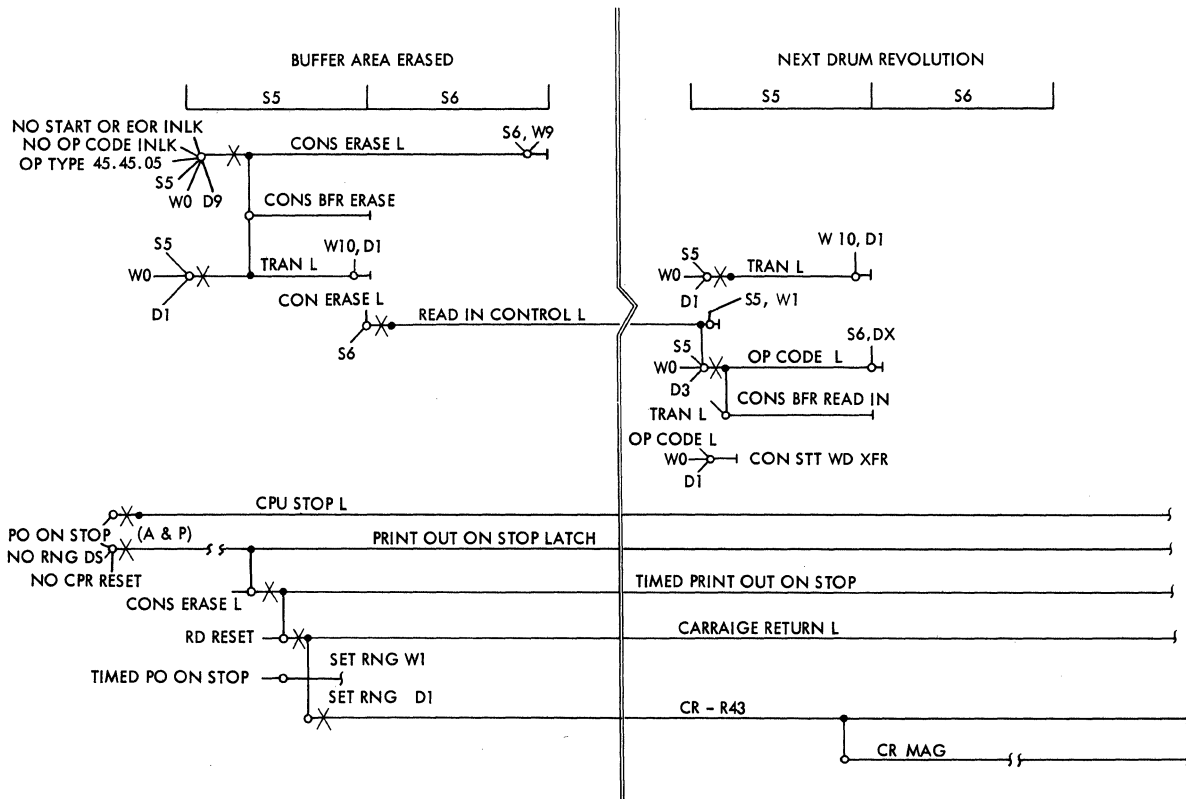 BUFFER AREA ERASED
NEXT DRUM REVOLUTION
S5
S6
S5
S6
NO START OR EOR INLK
NO OP CODE INLK
OP TYPE 45.45.05
S5
W0 D9
CONS ERASE L
S6, W9
CONS BFR ERASE
S5
W0
D1
TRAN L
W10, D1
S5
W0
D1
TRAN L
W 10, D1
CON ERASE L
S6
READ IN CONTROL L
S5, W1
S5
W0
D3
OP CODE L
S6, DX
TRAN L
CONS BFR READ IN
OP CODE L
W0
D1
CON STT WD XFR
CPU STOP L
PO ON STOP
(A & P)
NO RNG DS
NO CPR RESET
PRINT OUT ON STOP LATCH
CONS ERASE L
TIMED PRINT OUT ON STOP
RD RESET
CARRAIGE RETURN L
SET RNG W1
TIMED PO ON STOP
SET RNG D1
CR - R43
CR MAG